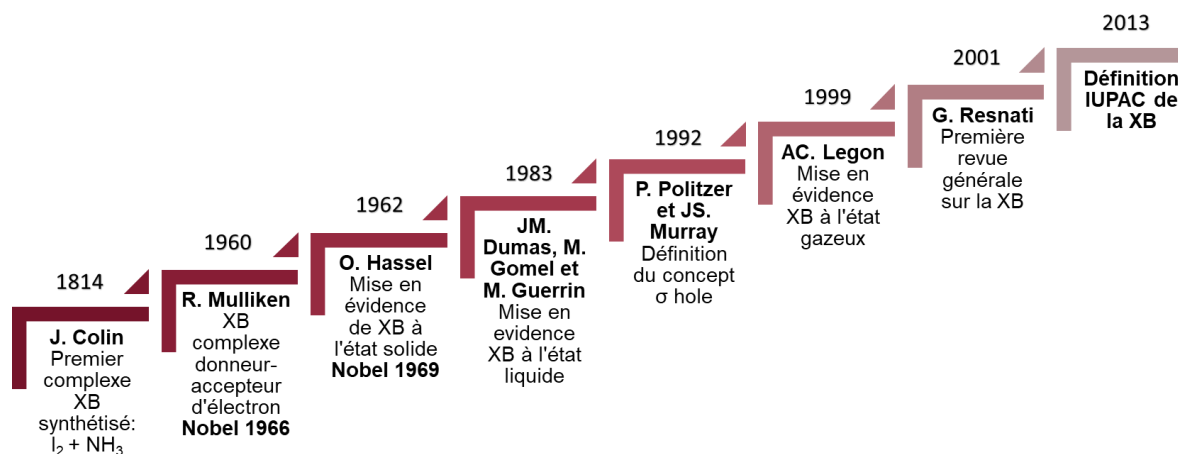 1814
J. Colin
Premier
complexe
XB
synthétisé:
I₂ + NH₃
1960
R. Mulliken
XB
complexe
donneur-
accepteur
d'électron
Nobel 1966
1962
O. Hassel
Mise en
évidence
de XB à
l'état solide
Nobel 1969
1983
JM.
Dumas, M.
Gomel et
M. Guerrin
Mise en
evidence
XB à l'état
liquide
1992
P. Politzer
et JS.
Murray
Définition
du concept
σ hole
1999
AC. Legon
Mise en
évidence
XB à l'état
gazeux
2001
G. Resnati
Première
revue
générale
sur la XB
2013
Définition
IUPAC de
la XB